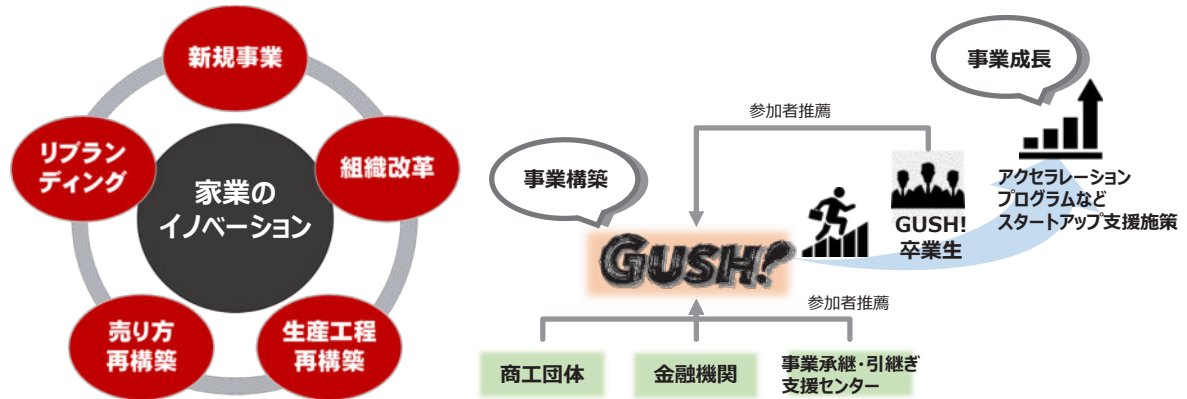 新規事業
リブラン
ディング
組織改革
家業の
イノベーション
売り方
再構築
生産工程
再構築
事業成長
参加者推薦
事業構築
アクセラレーション
プログラムなど
スタートアップ支援施策
GUSH!
卒業生
GUSH!
参加者推薦
商工団体
金融機関
事業承継・引継ぎ
支援センター